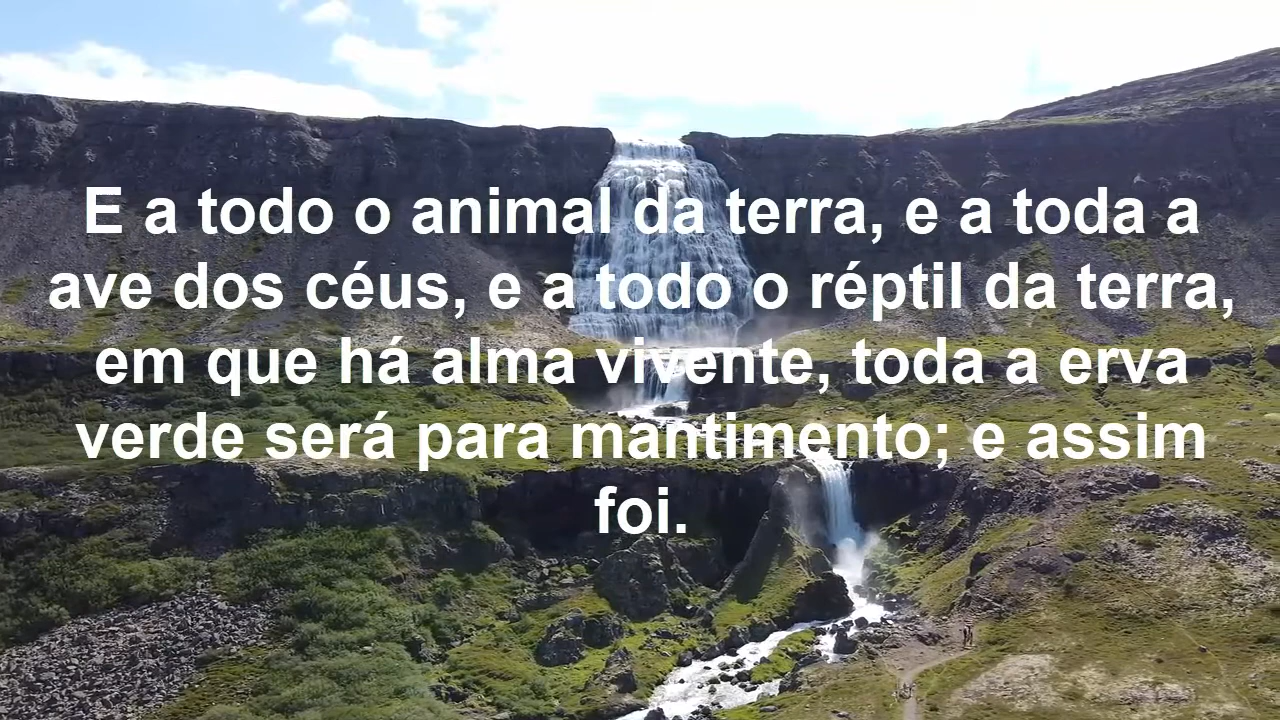 E a todo o animal da terra, e a toda a
ave dos céus, e a todo o réptil da terra,
em que há alma vivente, toda a erva
verde será para mantimento; e assim
foi.